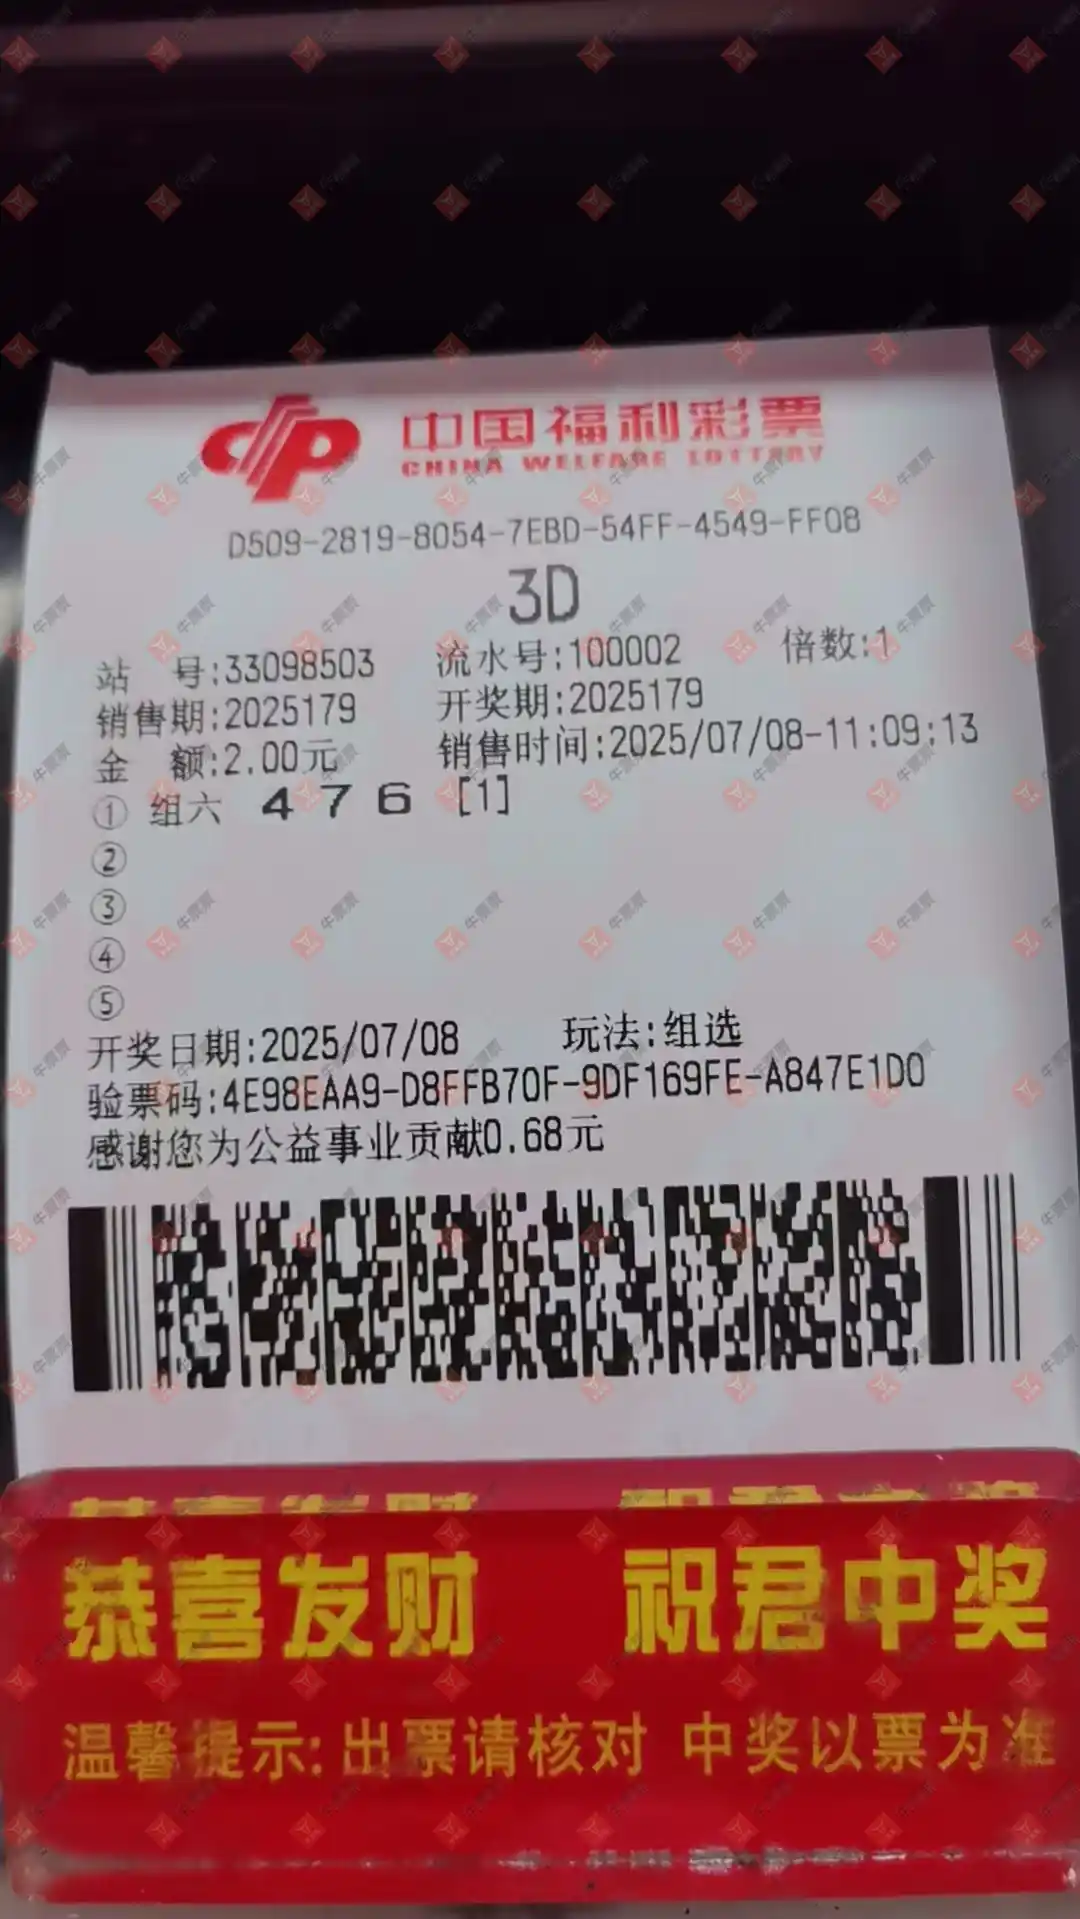 中国福利彩票
CHINA WELFARE LOTTERY
D509-2819-8054-7EBD-54FF-4549-FF08
3D
站 号:33098503 流水号:100002 倍数:1
销售期:2025179 开奖期:2025179
金 额:2.00元 销售时间:2025/07/08-11:09:13
① 组六 4 7 6 [1]
②
③
④
⑤
开奖日期:2025/07/08 玩法:组选
验票码:4E98EAA9-D8FFB70F-9DF169FE-A847E1D0
感谢您为公益事业贡献0.68元
恭喜发财 祝君中奖
温馨提示:出票请核对 中奖以票为准
牛票票